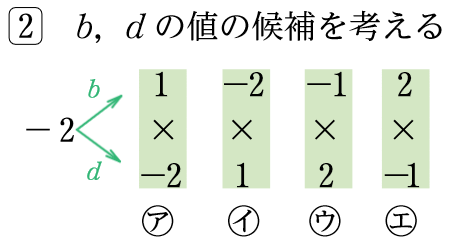 2 b, d の値の候補を考える
b 1 −2 −1 2
−2 × × × ×
d −2 1 2 −1
㋐ ㋑ ㋒ ㋓